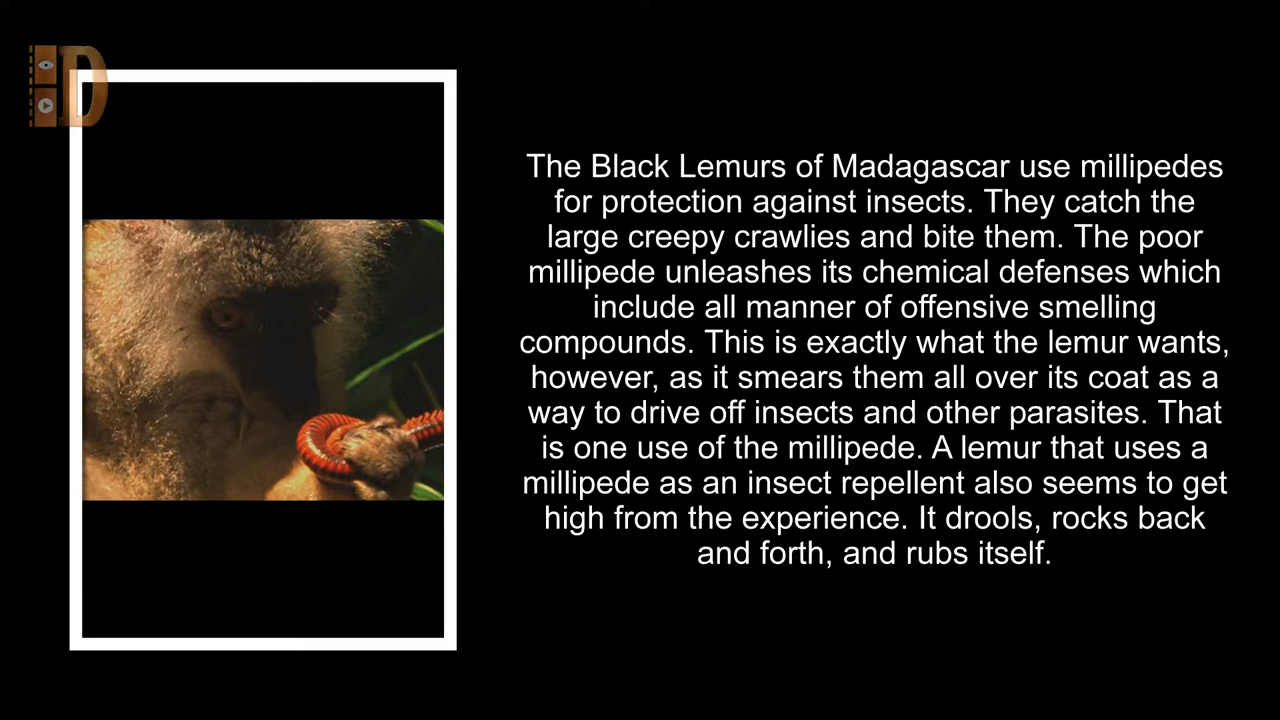 D
The Black Lemurs of Madagascar use millipedes
for protection against insects. They catch the
large creepy crawlies and bite them. The poor
millipede unleashes its chemical defenses which
include all manner of offensive smelling
compounds. This is exactly what the lemur wants,
however, as it smears them all over its coat as a
way to drive off insects and other parasites. That
is one use of the millipede. A lemur that uses a
millipede as an insect repellent also seems to get
high from the experience. It drools, rocks back
and forth, and rubs itself.